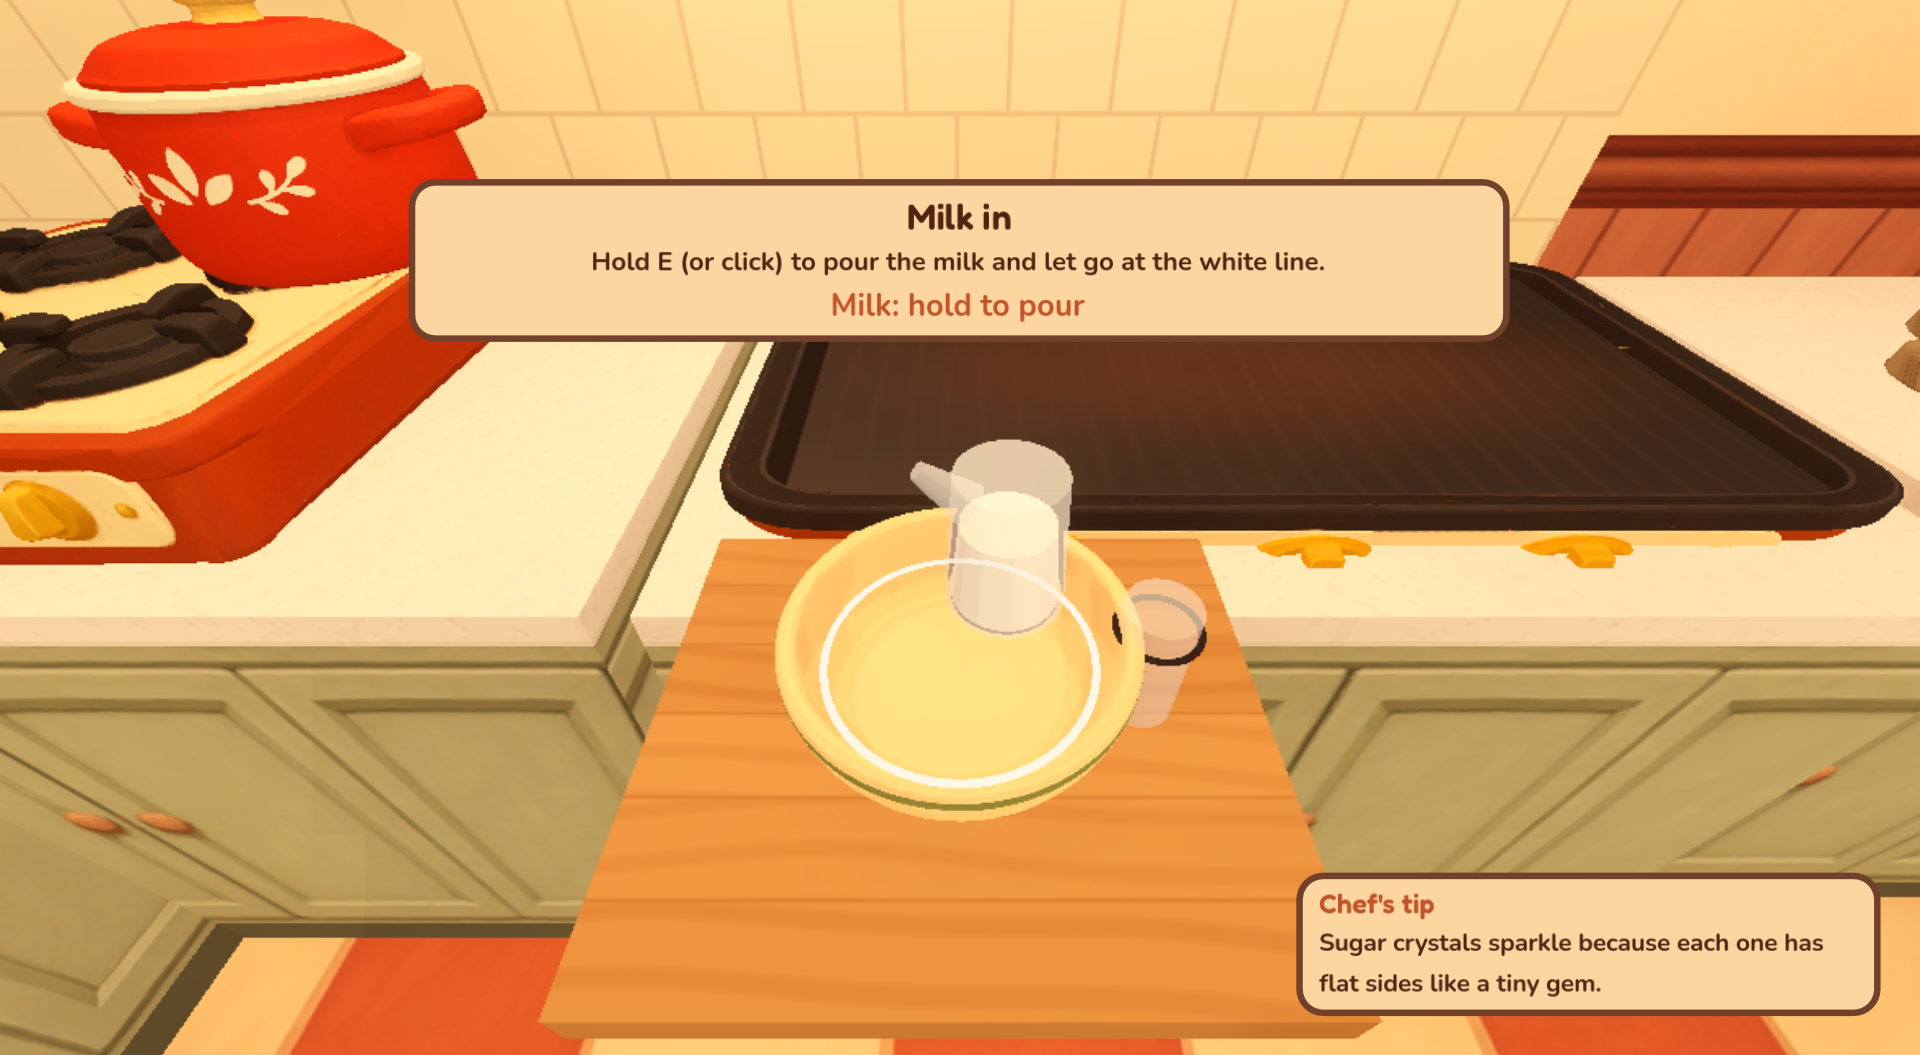 Milk in
Hold E (or click) to pour the milk and let go at the white line.
Milk: hold to pour
Chef's tip
Sugar crystals sparkle because each one has
flat sides like a tiny gem.